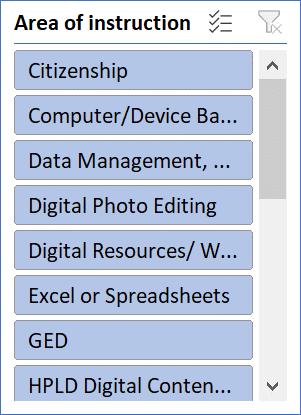 Area of instruction
Citizenship
Computer/Device Ba...
Data Management, ...
Digital Photo Editing
Digital Resources/ W...
Excel or Spreadsheets
GED
HPLD Digital Conten...